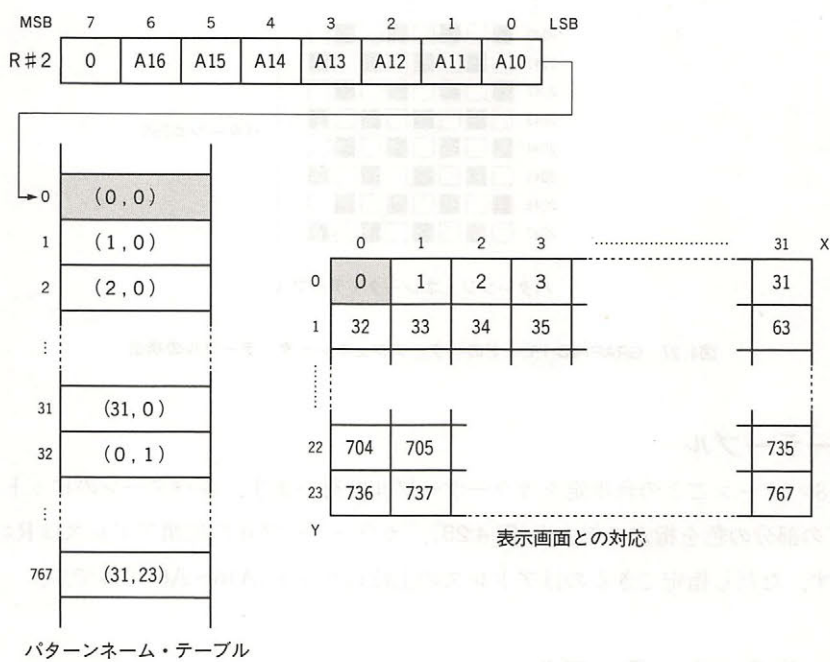 MSB 7 6 5 4 3 2 1 0 LSB
R#2 0 A16 A15 A14 A13 A12 A11 A10
0 (0,0)
1 (1,0)
2 (2,0)
⋮
31 (31,0)
32 (0,1)
767 (31,23)
パターンネーム・テーブル
0 1 2 3 31 X
0 0 1 2 3 31
1 32 33 34 35 63
22 704 705 735
23 736 737 767
Y
表示画面との対応